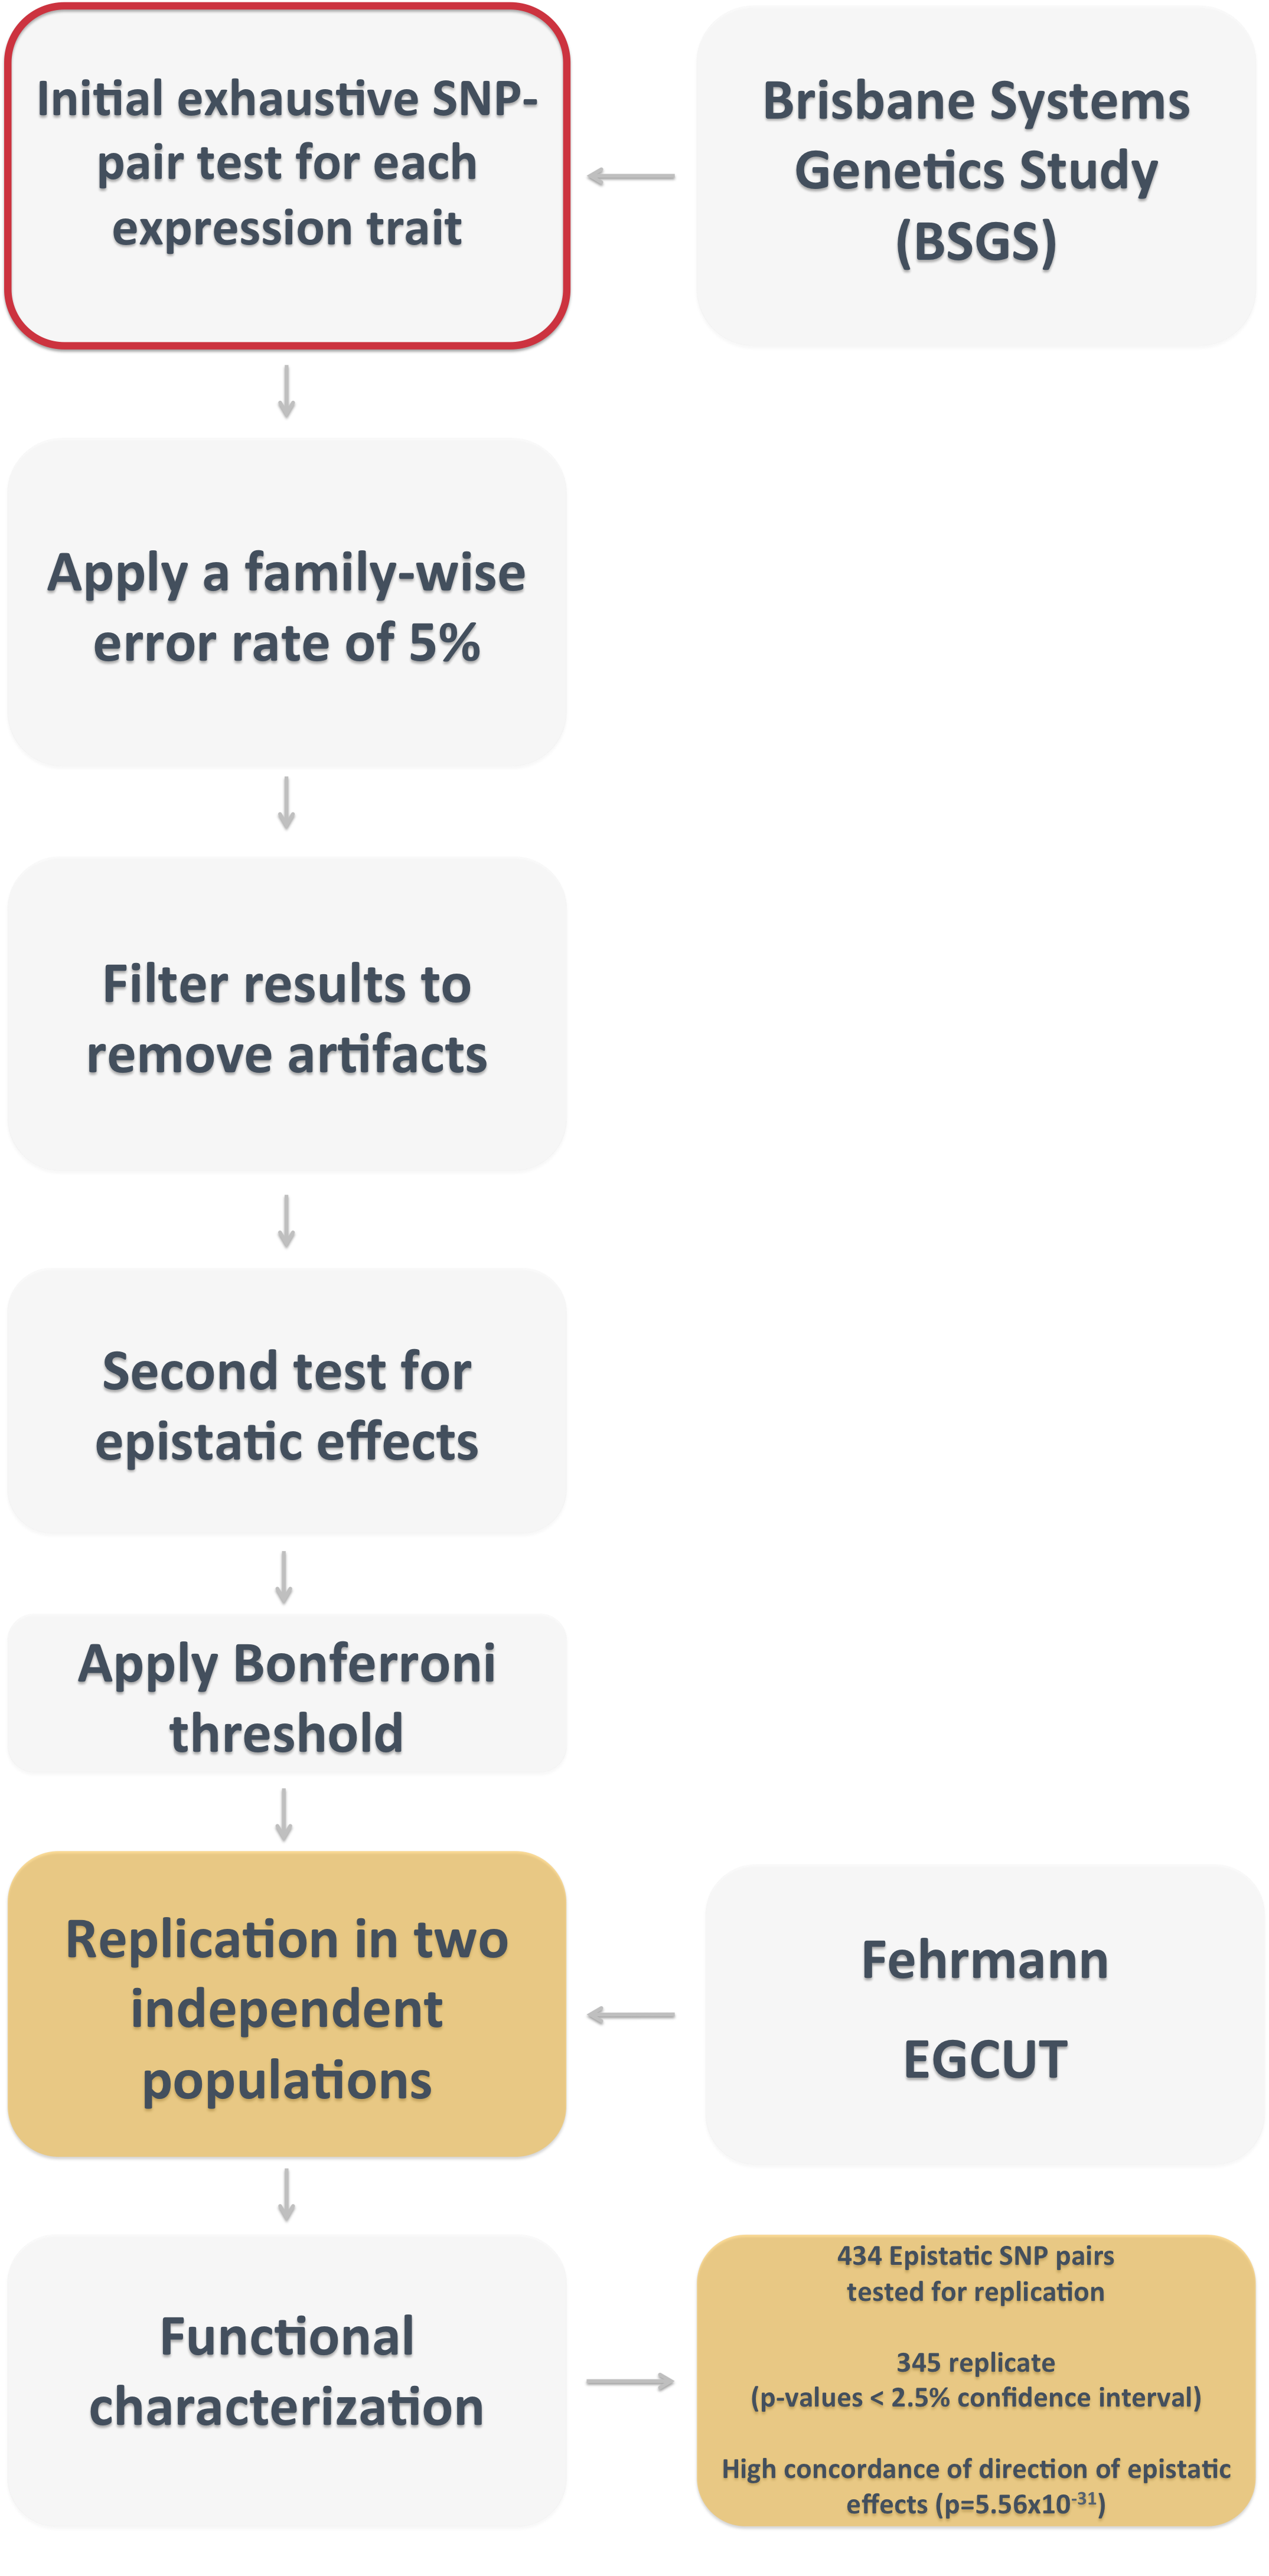 Initial exhaustive SNP-
pair test for each
expression trait
Brisbane Systems
Genetics Study
(BSGS)
Apply a family-wise
error rate of 5%
Filter results to
remove artifacts
Second test for
epistatic effects
Apply Bonferroni
threshold
Replication in two
independent
populations
Fehrmann
EGCUT
Functional
characterization
434 Epistatic SNP pairs
tested for replication
345 replicate
(p-values < 2.5% confidence interval)
High concordance of direction of epistatic
effects (p=5.56x10⁻³¹)